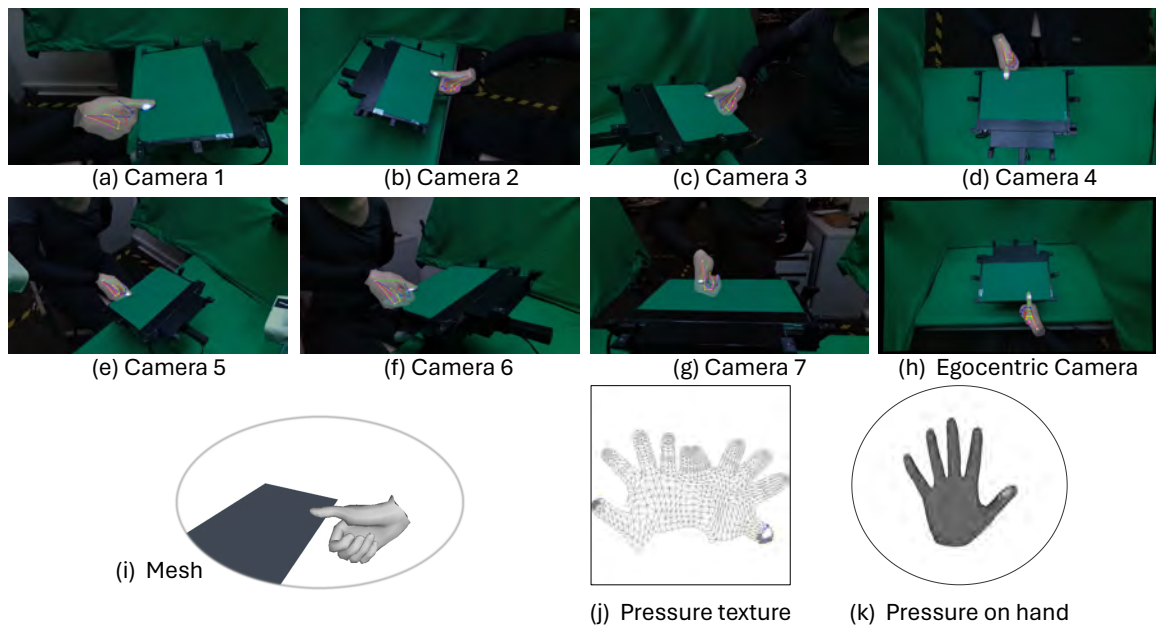 (a) Camera 1
(b) Camera 2
(c) Camera 3
(d) Camera 4
(e) Camera 5
(f) Camera 6
(g) Camera 7
(h) Egocentric Camera
(i) Mesh
(j) Pressure texture
(k) Pressure on hand